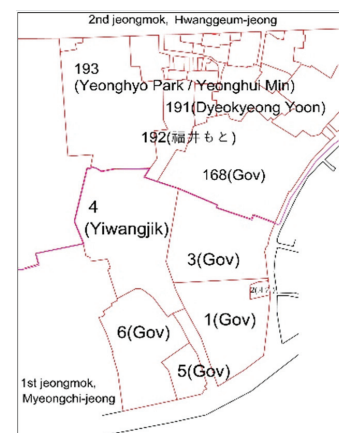 2nd jeongmok, Hwanggeum-jeong
193
(Yeonghyo Park / Yeonghui Min)
191(Dyeokyeong Yoon)
192(福井もと)
168(Gov)
4
(Yiwangjik)
3(Gov)
1(Gov)
6(Gov)
5(Gov)
1st jeongmok,
Myeongchi-jeong